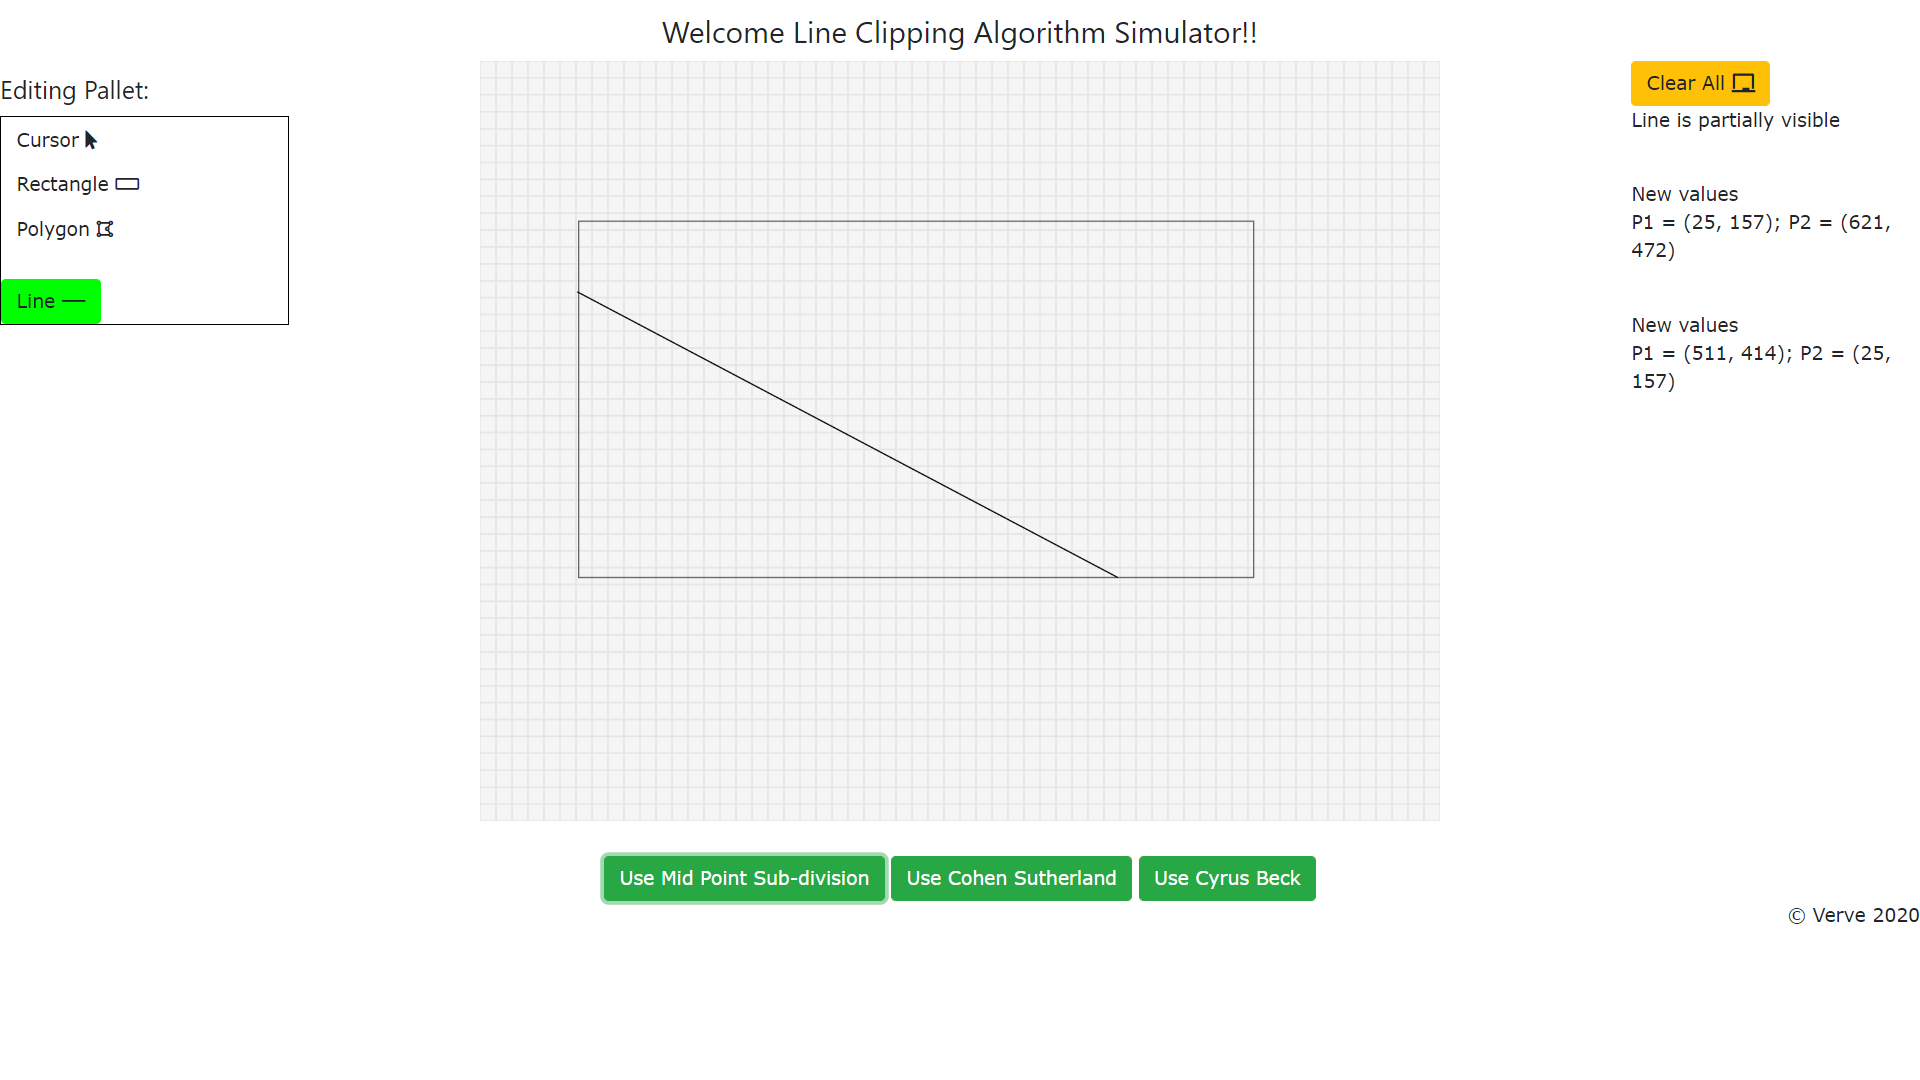 Welcome Line Clipping Algorithm Simulator!!
Editing Pallet:
Cursor
Rectangle
Polygon
Line
Clear All
Line is partially visible
New values
P1 = (25, 157); P2 = (621,
472)
New values
P1 = (511, 414); P2 = (25,
157)
Use Mid Point Sub-division
Use Cohen Sutherland
Use Cyrus Beck
© Verve 2020